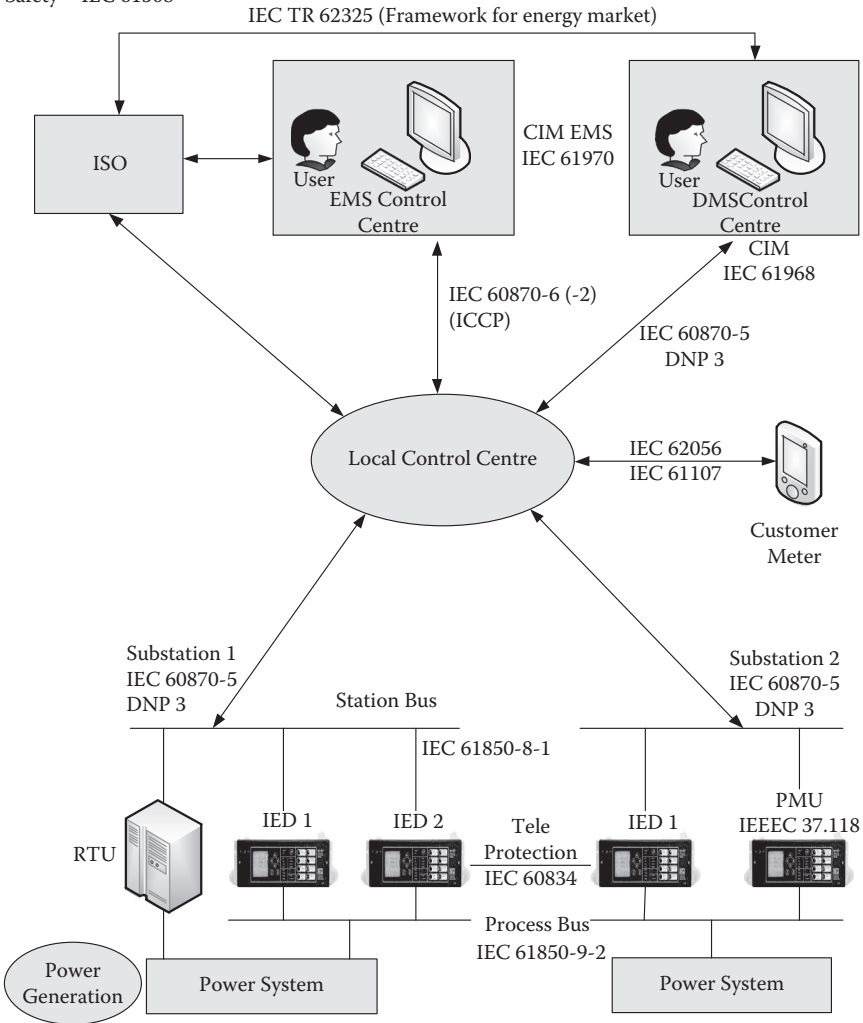 IEC TR 62325 (Framework for energy market)
ISO
User
EMS Control
Centre
CIM EMS
IEC 61970
User
DMSControl
Centre
CIM
IEC 61968
IEC 60870-6 (-2)
(ICCP)
IEC 60870-5
DNP 3
Local Control Centre
IEC 62056
IEC 61107
Customer
Meter
Substation 1
IEC 60870-5
DNP 3
Station Bus
Substation 2
IEC 60870-5
DNP 3
IEC 61850-8-1
RTU
IED 1
IED 2
Tele
Protection
IEC 60834
IED 1
PMU
IEEEC 37.118
Process Bus
IEC 61850-9-2
Power
Generation
Power System
Power System